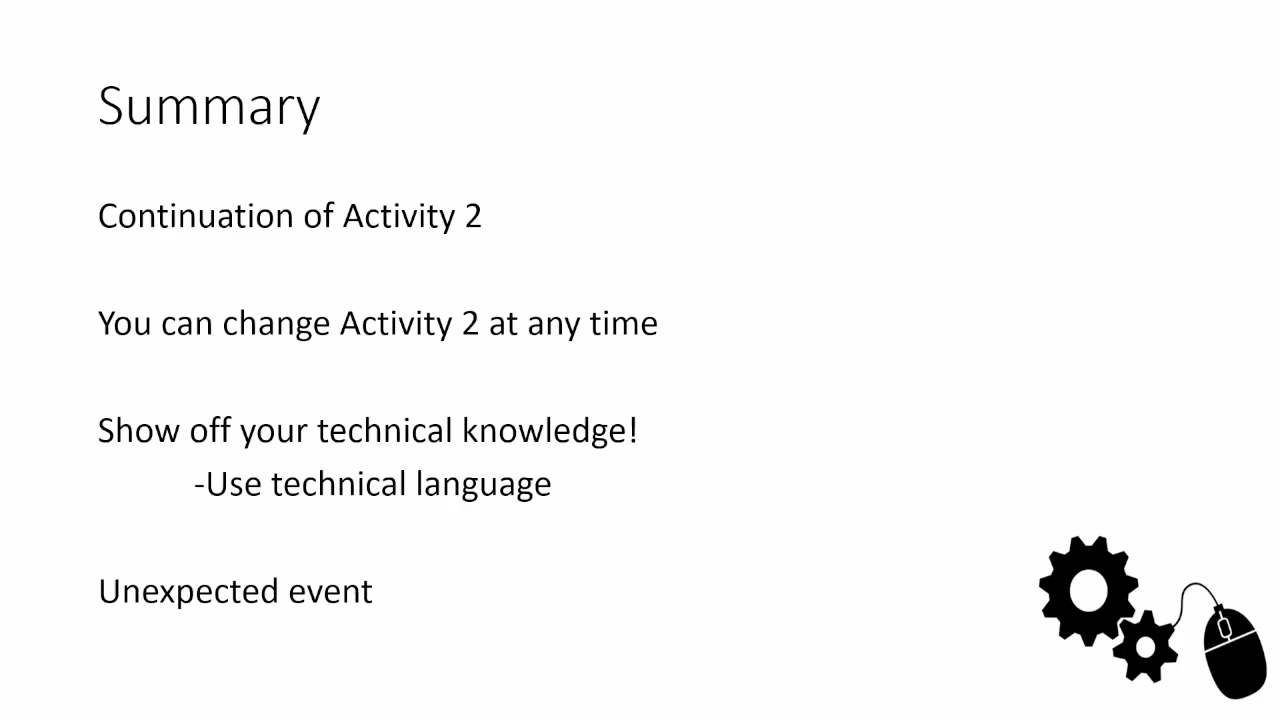 Summary
Continuation of Activity 2
You can change Activity 2 at any time
Show off your technical knowledge!
-Use technical language
Unexpected event